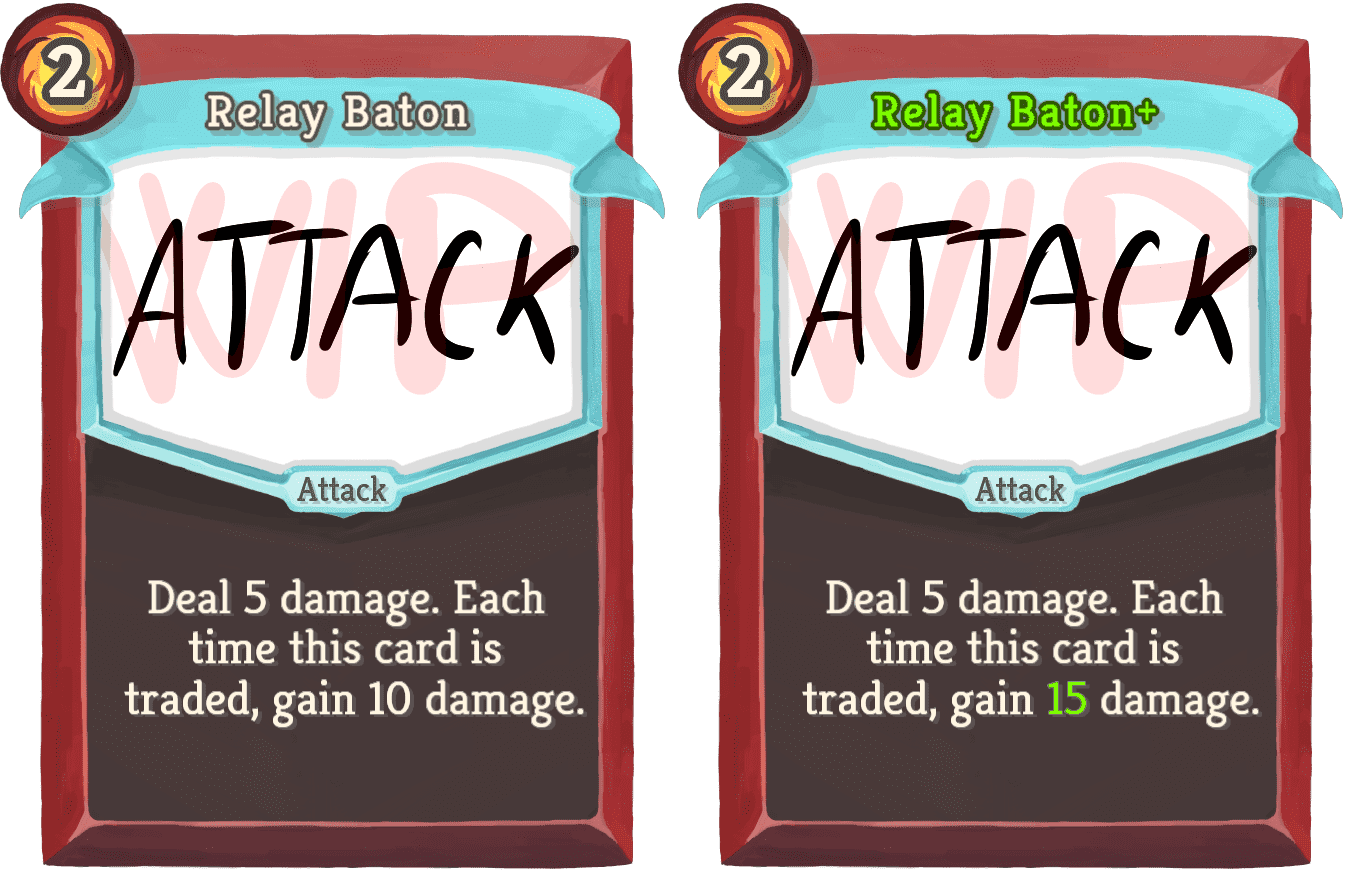 2
Relay Baton
WIP
ATTACK
Attack
Deal 5 damage. Each
time this card is
traded, gain 10 damage.
2
Relay Baton+
WIP
ATTACK
Attack
Deal 5 damage. Each
time this card is
traded, gain 15 damage.